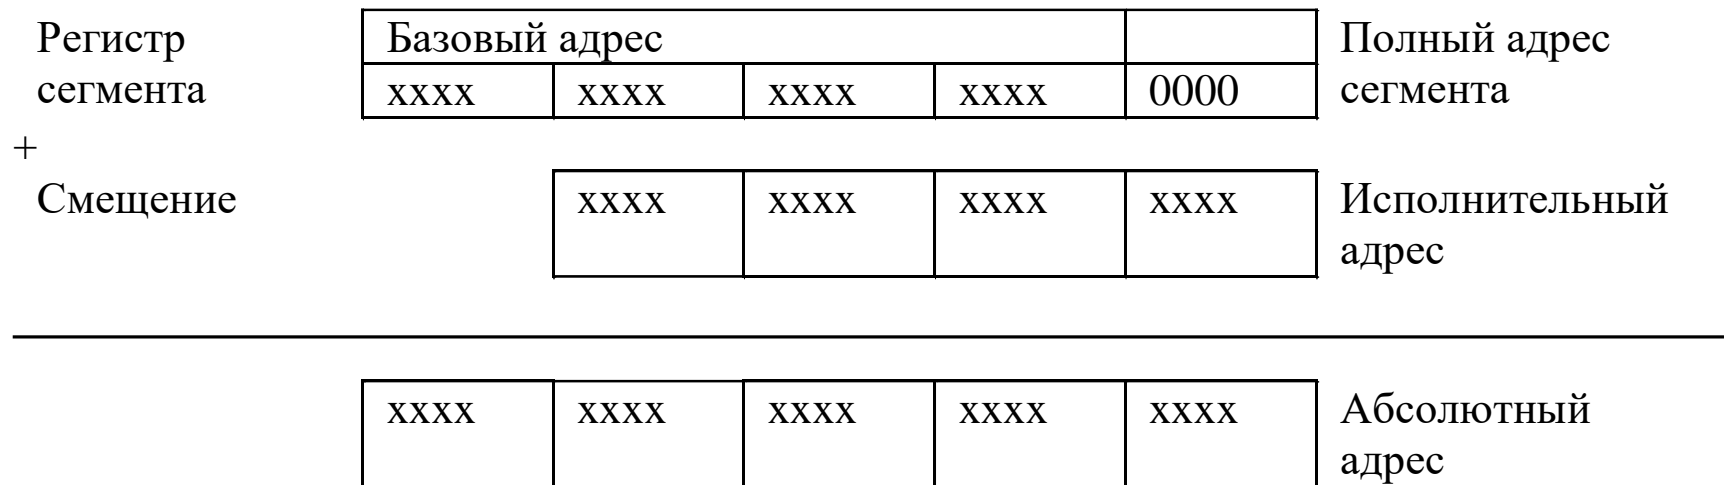 Регистр Базовый адрес Полный адрес
сегмента xxxx xxxx xxxx xxxx 0000 сегмента
+
Смещение xxxx xxxx xxxx xxxx Исполнительный
адрес
xxxx xxxx xxxx xxxx xxxx Абсолютный
адрес